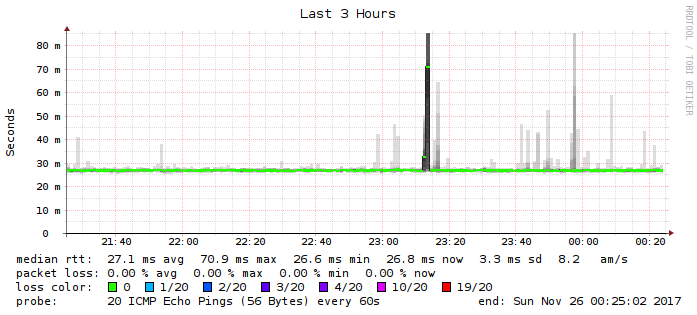 Last 3 Hours
RRDTOOL / TOBI OETIKER
Seconds
80 m
70 m
60 m
50 m
40 m
30 m
20 m
10 m
0
21:40 22:00 22:20 22:40 23:00 23:20 23:40 00:00 00:20
median rtt: 27.1 ms avg 70.9 ms max 26.6 ms min 26.8 ms now 3.3 ms sd 8.2 am/s
packet loss: 0.00 % avg 0.00 % max 0.00 % min 0.00 % now
loss color: 0 1/20 2/20 3/20 4/20 10/20 19/20
probe: 20 ICMP Echo Pings (56 Bytes) every 60s end: Sun Nov 26 00:25:02 2017